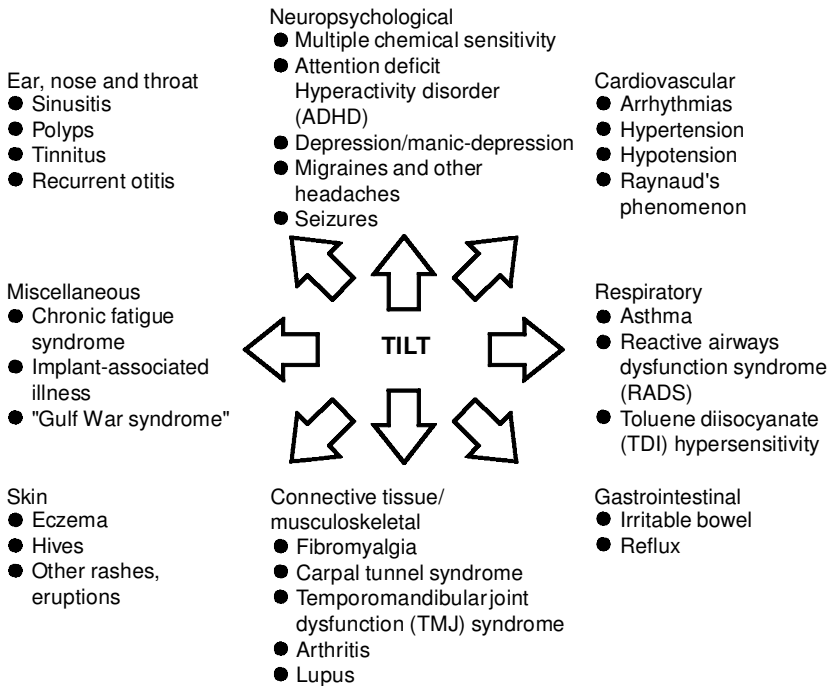 Neuropsychological
● Multiple chemical sensitivity
● Attention deficit
Hyperactivity disorder
(ADHD)
● Depression/manic-depression
● Migraines and other
headaches
● Seizures
Ear, nose and throat
● Sinusitis
● Polyps
● Tinnitus
● Recurrent otitis
Cardiovascular
● Arrhythmias
● Hypertension
● Hypotension
● Raynaud's
phenomenon
Miscellaneous
● Chronic fatigue
syndrome
● Implant-associated
illness
● "Gulf War syndrome"
TILT
Respiratory
● Asthma
● Reactive airways
dysfunction syndrome
(RADS)
● Toluene diisocyanate
(TDI) hypersensitivity
Skin
● Eczema
● Hives
● Other rashes,
eruptions
Connective tissue/
musculoskeletal
● Fibromyalgia
● Carpal tunnel syndrome
● Temporomandibular joint
dysfunction (TMJ) syndrome
● Arthritis
● Lupus
Gastrointestinal
● Irritable bowel
● Reflux